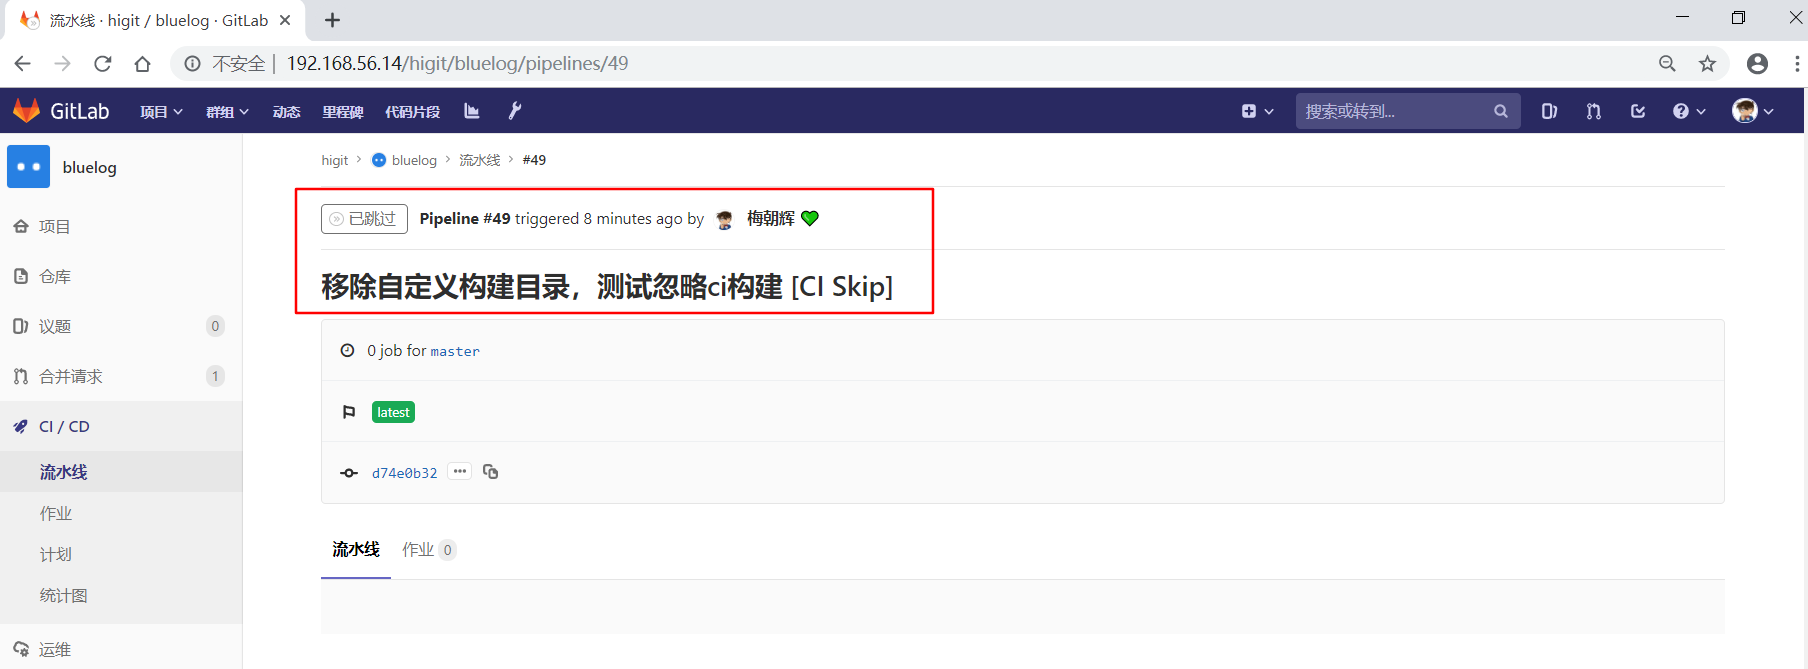 流水线 · higit / bluelog · GitLab
不安全 | 192.168.56.14/higit/bluelog/pipelines/49
GitLab 项目 群组 动态 里程碑 代码片段 搜索或转到...
bluelog
项目
仓库
议题 0
合并请求 1
CI / CD
流水线
作业
计划
统计图
运维
higit > bluelog > 流水线 > #49
已跳过 Pipeline #49 triggered 8 minutes ago by 梅朝辉
移除自定义构建目录，测试忽略ci构建 [CI Skip]
0 job for master
latest
d74e0b32
流水线 作业 0